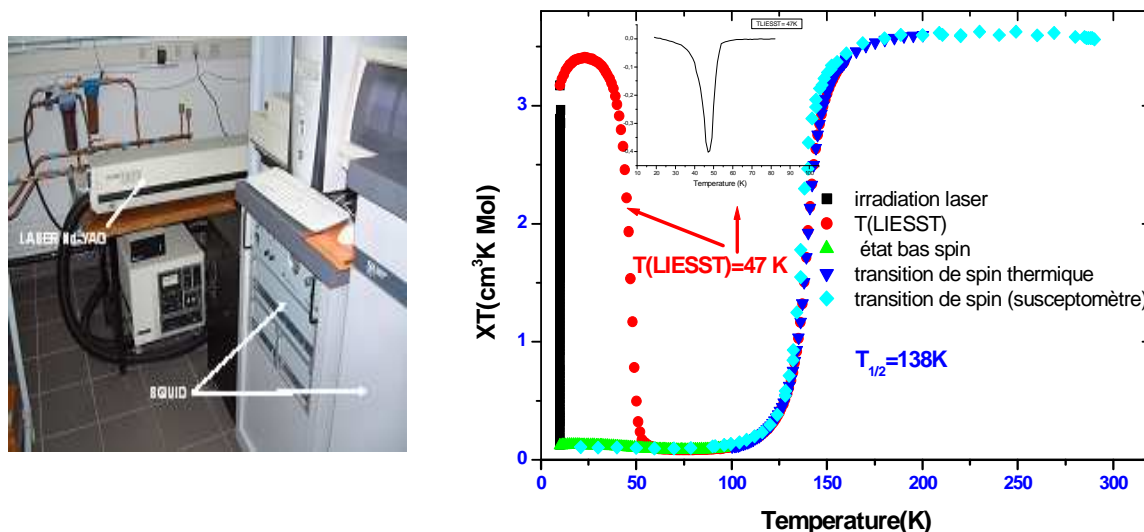 LASER Nd-YAG
SQUID
TLIESST= 47K
0,0
-0,1
-0,2
-0,3
-0,4
10 20 30 40 50 60 70 80 90 100
Temperature (K)
XT(cm³K Mol)
3
2
1
0
T(LIESST)=47 K
irradiation laser
T(LIESST)
état bas spin
transition de spin thermique
transition de spin (susceptomètre)
T1/2=138K
0 50 100 150 200 250 300
Temperature(K)